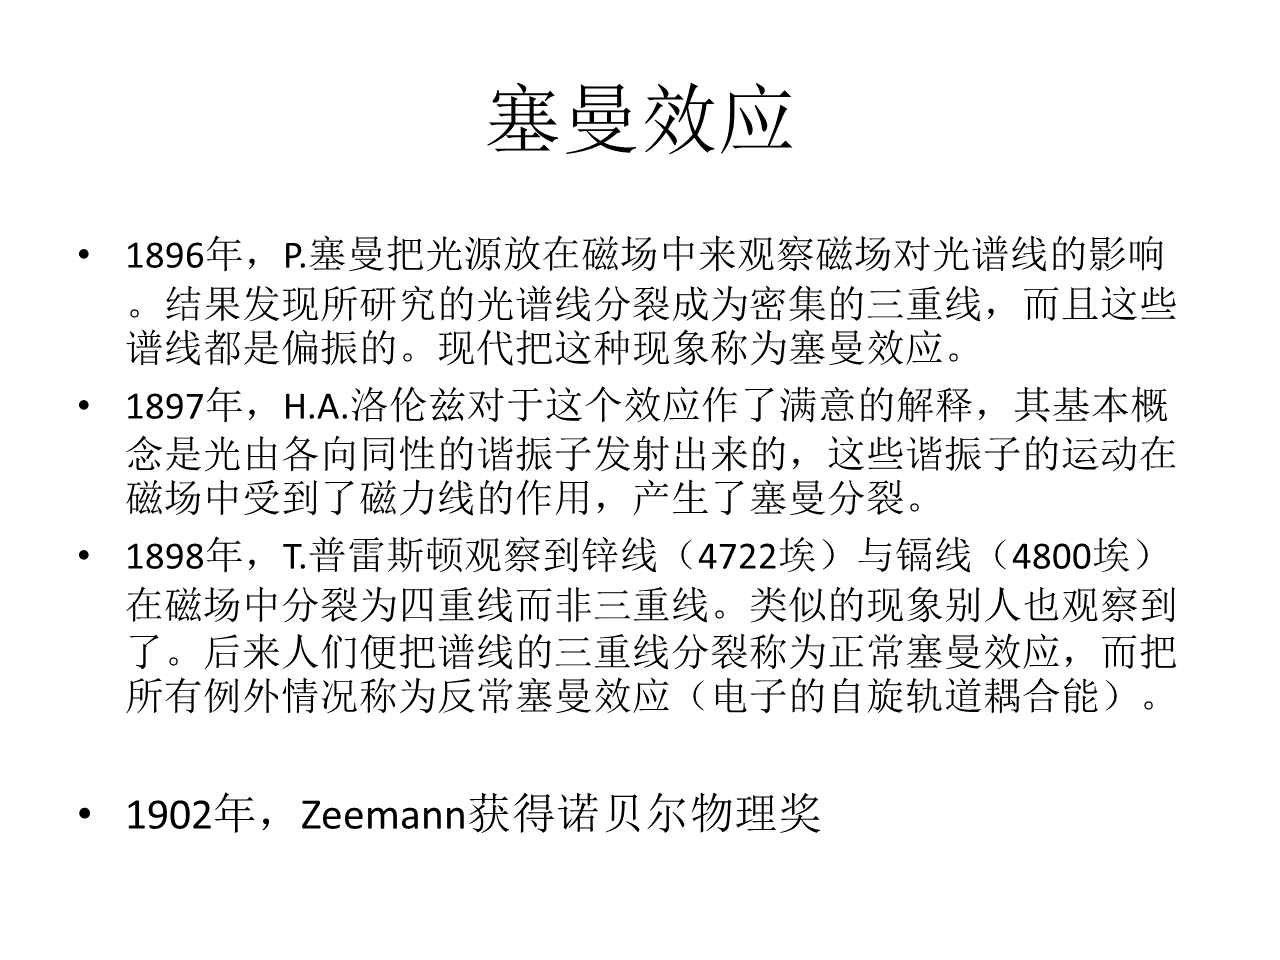 塞曼效应
• 1896年，P.塞曼把光源放在磁场中来观察磁场对光谱线的影响
。结果发现所研究的光谱线分裂成为密集的三重线，而且这些
谱线都是偏振的。现代把这种现象称为塞曼效应。
• 1897年，H.A.洛伦兹对于这个效应作了满意的解释，其基本概
念是光由各向同性的谐振子发射出来的，这些谐振子的运动在
磁场中受到了磁力线的作用，产生了塞曼分裂。
• 1898年，T.普雷斯顿观察到锌线（4722埃）与镉线（4800埃）
在磁场中分裂为四重线而非三重线。类似的现象别人也观察到
了。后来人们便把谱线的三重线分裂称为正常塞曼效应，而把
所有例外情况称为反常塞曼效应（电子的自旋轨道耦合能）。
• 1902年，Zeemann获得诺贝尔物理奖